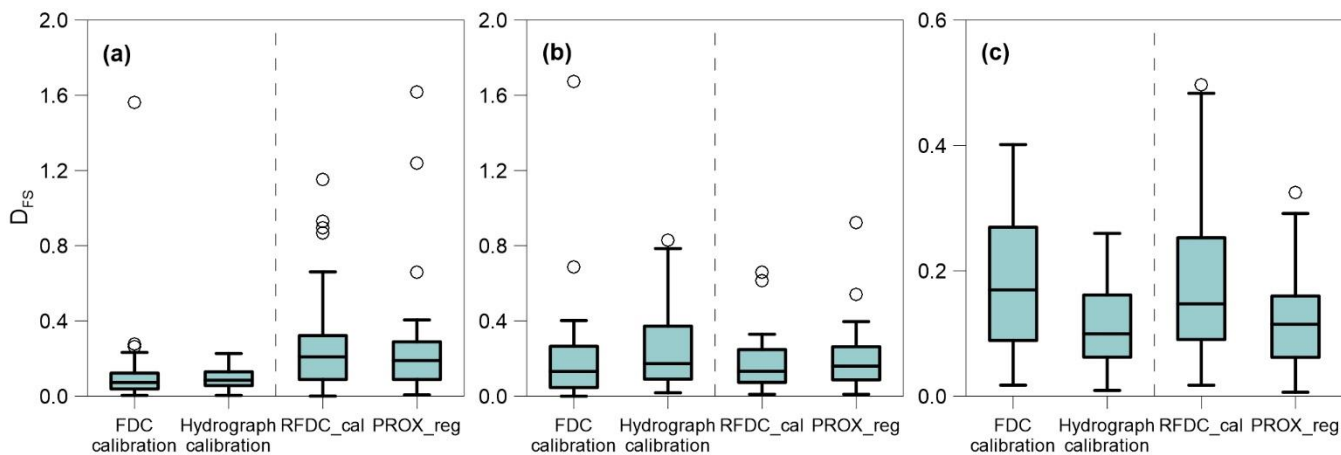 (a)
D_FS
2.0
1.6
1.2
0.8
0.4
0.0
FDC calibration
Hydrograph calibration
RFDC_cal
PROX_reg
(b)
2.0
1.6
1.2
0.8
0.4
0.0
FDC calibration
Hydrograph calibration
RFDC_cal
PROX_reg
(c)
0.6
0.4
0.2
0.0
FDC calibration
Hydrograph calibration
RFDC_cal
PROX_reg